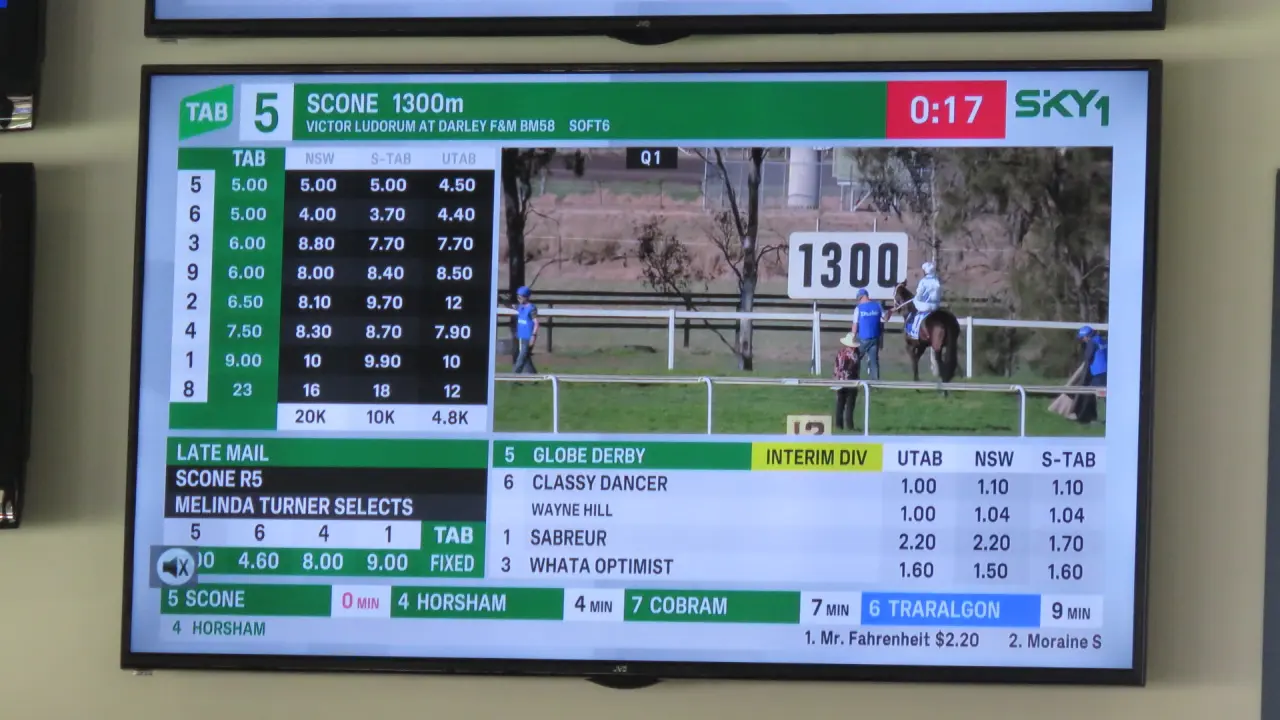 JVC
TAB 5 SCONE 1300m 0:17 SKY1
VICTOR LUDORUM AT DARLEY F&M BM58 SOFT6
TAB NSW S-TAB UTAB
5 5.00 5.00 5.00 4.50
6 5.00 4.00 3.70 4.40
3 6.00 8.80 7.70 7.70
9 6.00 8.00 8.40 8.50
2 6.50 8.10 9.70 12
4 7.50 8.30 8.70 7.90
1 9.00 10 9.90 10
8 23 16 18 12
20K 10K 4.8K
Q1
1300
LATE MAIL
SCONE R5
MELINDA TURNER SELECTS
5 6 4 1 TAB
00 4.60 8.00 9.00 FIXED
5 GLOBE DERBY INTERIM DIV UTAB NSW S-TAB
6 CLASSY DANCER 1.00 1.10 1.10
WAYNE HILL 1.00 1.04 1.04
1 SABREUR 2.20 2.20 1.70
3 WHATA OPTIMIST 1.60 1.50 1.60
5 SCONE 0 MIN 4 HORSHAM 4 MIN 7 COBRAM 7 MIN 6 TRARALGON 9 MIN
4 HORSHAM 1. Mr. Fahrenheit $2.20 2. Moraine S
JVC